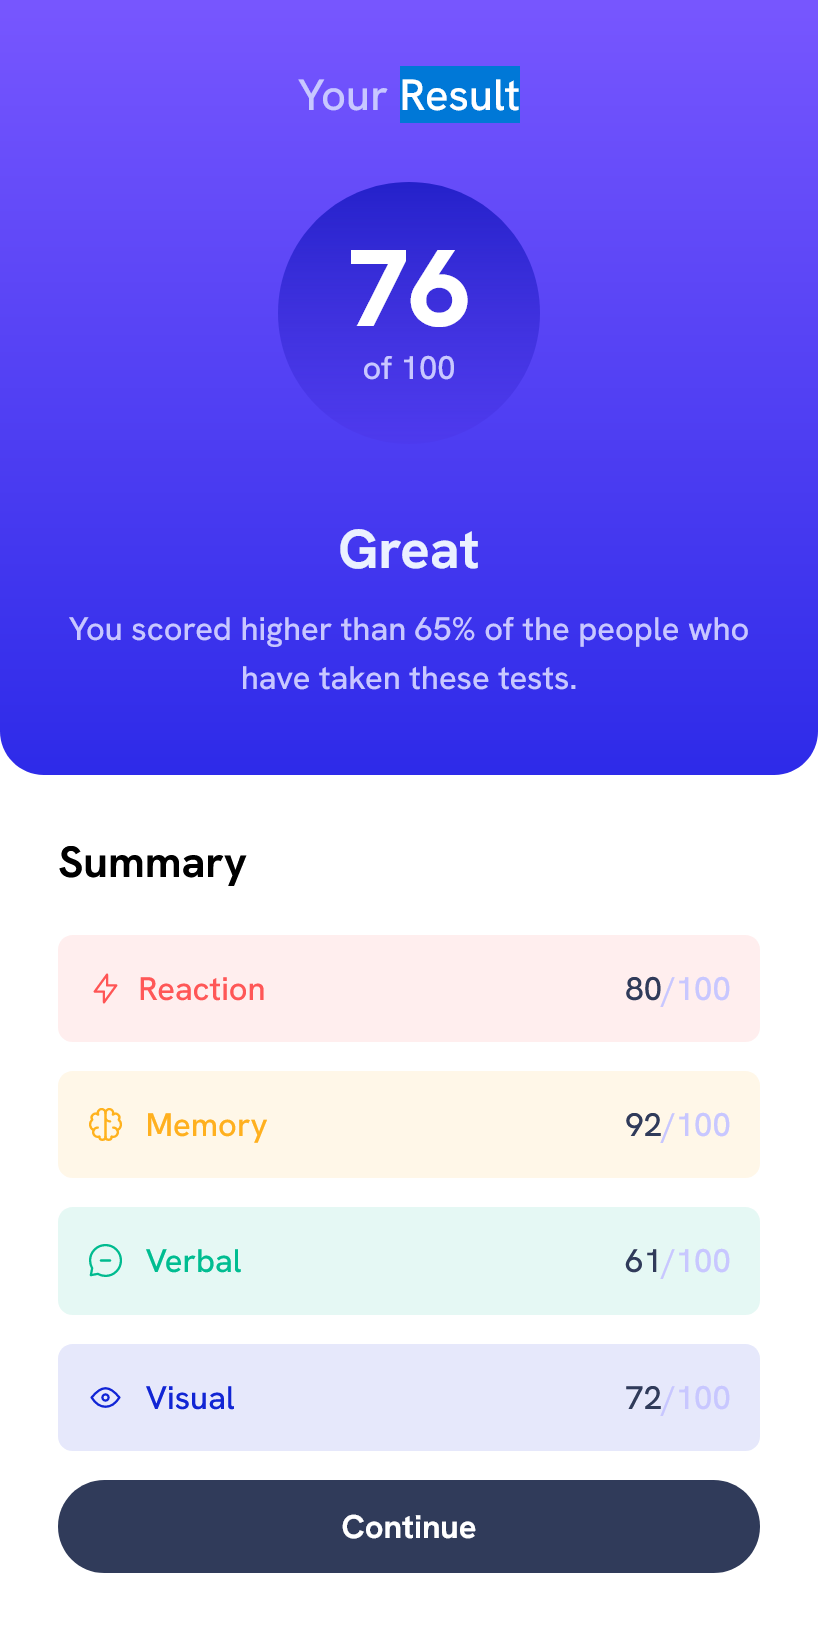 Your Result
76
of 100
Great
You scored higher than 65% of the people who
have taken these tests.
Summary
Reaction 80/100
Memory 92/100
Verbal 61/100
Visual 72/100
Continue